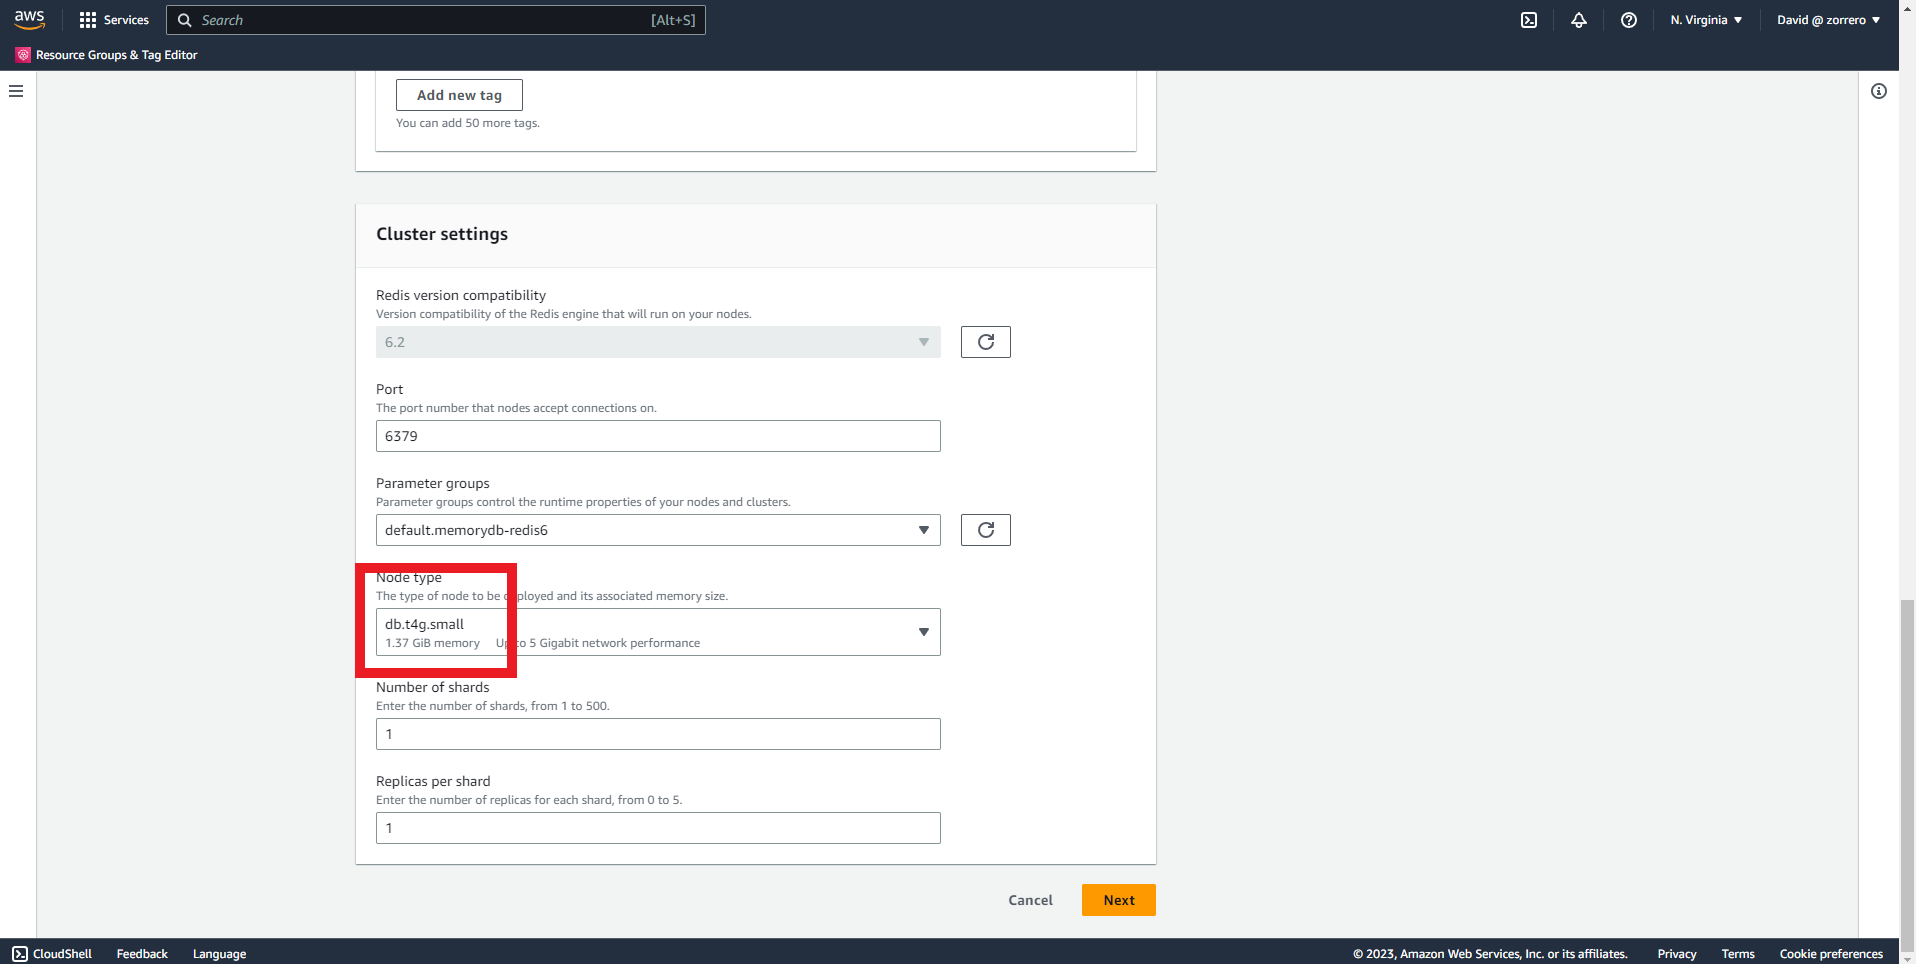 aws
Services
Search
[Alt+S]
N. Virginia
David @ zorrero
Resource Groups & Tag Editor
Add new tag
You can add 50 more tags.
Cluster settings
Redis version compatibility
Version compatibility of the Redis engine that will run on your nodes.
6.2
Port
The port number that nodes accept connections on.
6379
Parameter groups
Parameter groups control the runtime properties of your nodes and clusters.
default.memorydb-redis6
Node type
The type of node to be deployed and its associated memory size.
db.t4g.small
1.37 GiB memory Up to 5 Gigabit network performance
Number of shards
Enter the number of shards, from 1 to 500.
1
Replicas per shard
Enter the number of replicas for each shard, from 0 to 5.
1
Cancel
Next
CloudShell
Feedback
Language
© 2023, Amazon Web Services, Inc. or its affiliates.
Privacy
Terms
Cookie preferences